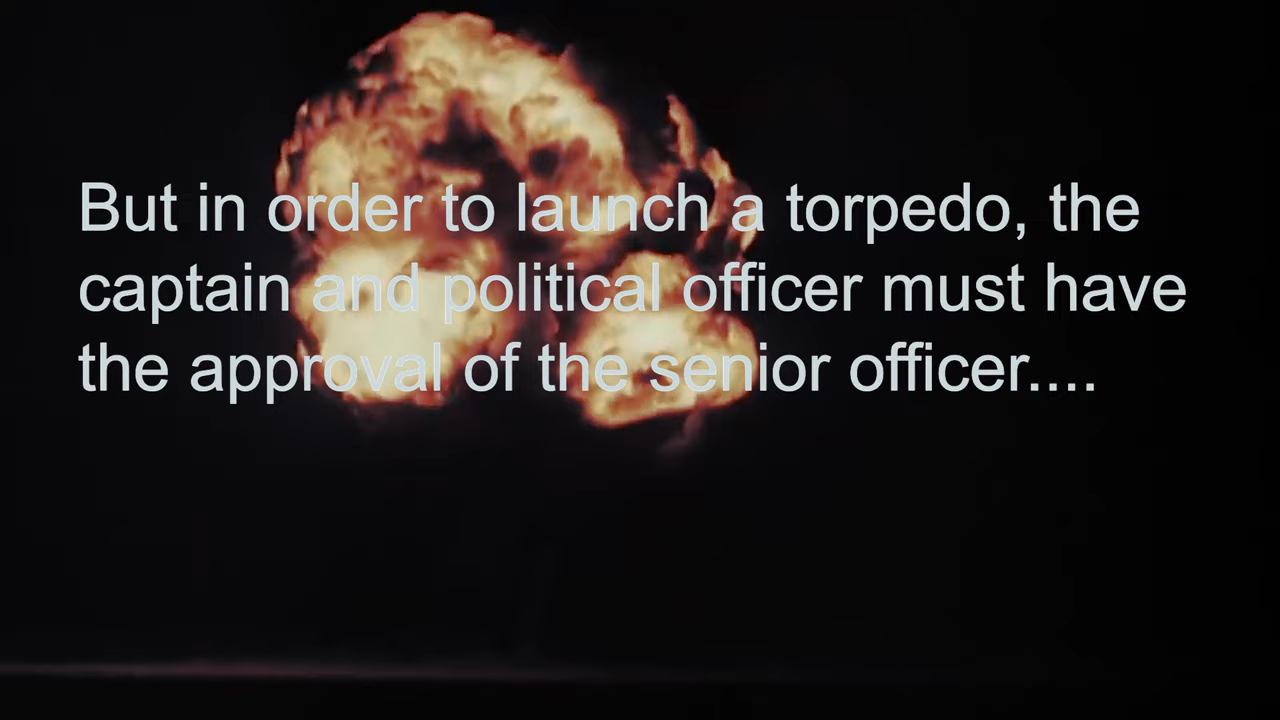 But in order to launch a torpedo, the
captain and political officer must have
the approval of the senior officer....